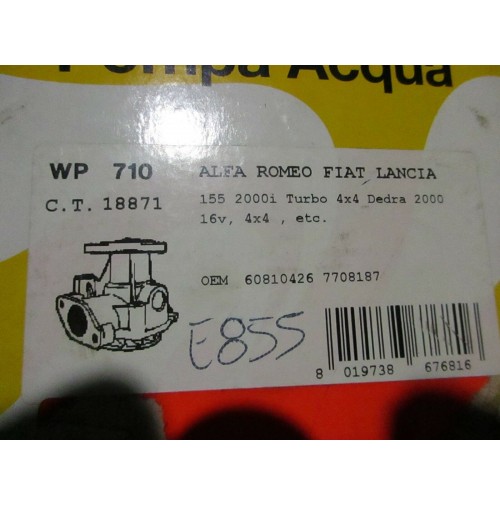 Pompa Acqua
WP 710
ALFA ROMEO FIAT LANCIA
C.T. 18871
155 2000i Turbo 4x4 Dedra 2000
16v, 4x4 , etc.
OEM 60810426 7708187
E855
8 019738 676816